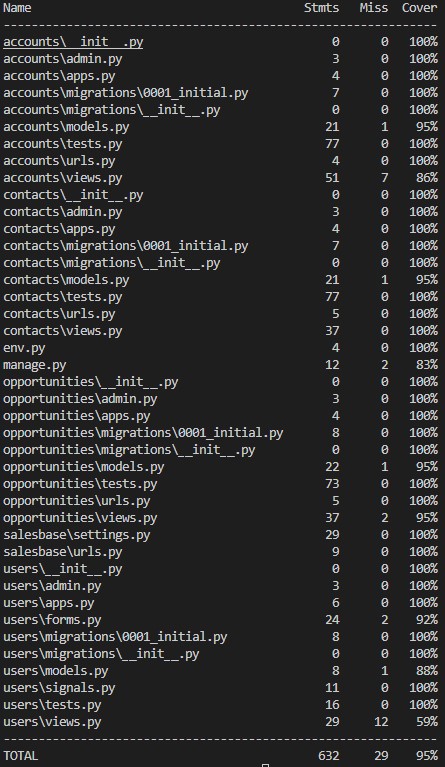 Name Stmts Miss Cover
-----------------------------------------------------------------
accounts\__init__.py 0 0 100%
accounts\admin.py 3 0 100%
accounts\apps.py 4 0 100%
accounts\migrations\0001_initial.py 7 0 100%
accounts\migrations\__init__.py 0 0 100%
accounts\models.py 21 1 95%
accounts\tests.py 77 0 100%
accounts\urls.py 4 0 100%
accounts\views.py 51 7 86%
contacts\__init__.py 0 0 100%
contacts\admin.py 3 0 100%
contacts\apps.py 4 0 100%
contacts\migrations\0001_initial.py 7 0 100%
contacts\migrations\__init__.py 0 0 100%
contacts\models.py 21 1 95%
contacts\tests.py 77 0 100%
contacts\urls.py 5 0 100%
contacts\views.py 37 0 100%
env.py 4 0 100%
manage.py 12 2 83%
opportunities\__init__.py 0 0 100%
opportunities\admin.py 3 0 100%
opportunities\apps.py 4 0 100%
opportunities\migrations\0001_initial.py 8 0 100%
opportunities\migrations\__init__.py 0 0 100%
opportunities\models.py 22 1 95%
opportunities\tests.py 73 0 100%
opportunities\urls.py 5 0 100%
opportunities\views.py 37 2 95%
salesbase\settings.py 29 0 100%
salesbase\urls.py 9 0 100%
users\__init__.py 0 0 100%
users\admin.py 3 0 100%
users\apps.py 6 0 100%
users\forms.py 24 2 92%
users\migrations\0001_initial.py 8 0 100%
users\migrations\__init__.py 0 0 100%
users\models.py 8 1 88%
users\signals.py 11 0 100%
users\tests.py 16 0 100%
users\views.py 29 12 59%
-----------------------------------------------------------------
TOTAL 632 29 95%